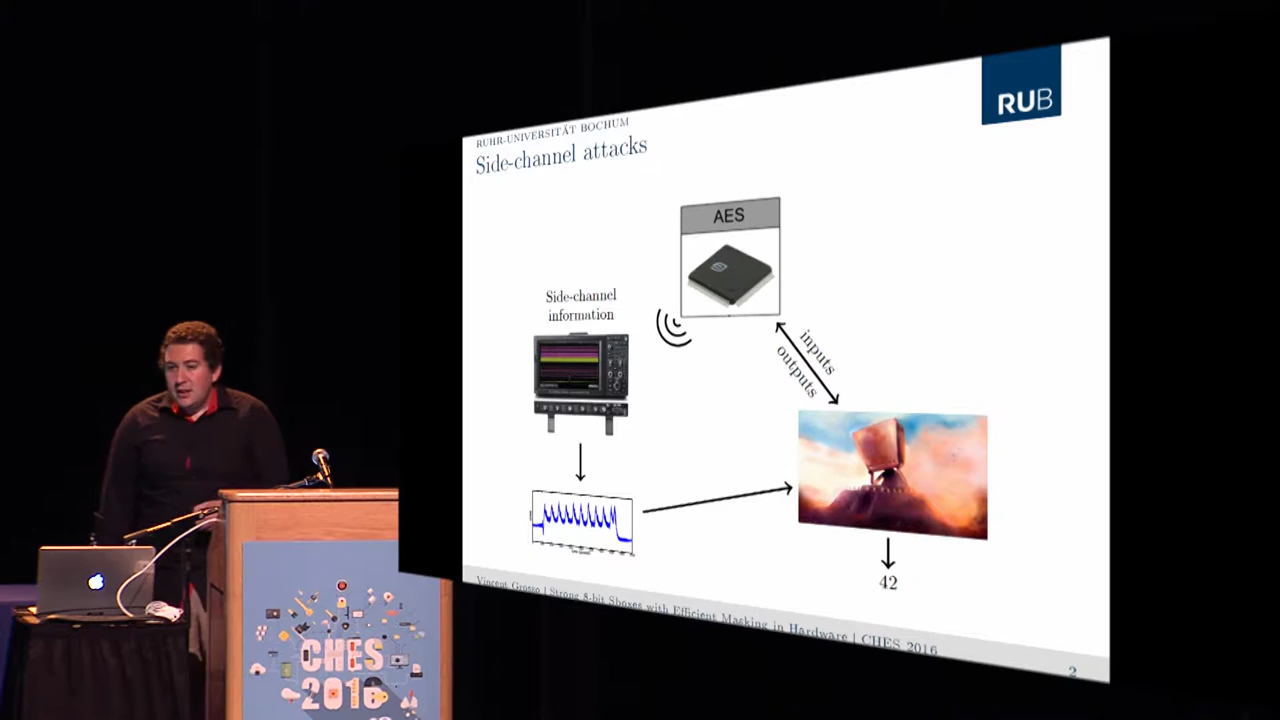 RUB
RUHR-UNIVERSITÄT BOCHUM
Side-channel attacks
AES
Side-channel
information
inputs
outputs
42
Vincent Grosso | Strong 8-bit Sboxes with Efficient Masking in Hardware | CHES 2016
2
CHES
2016